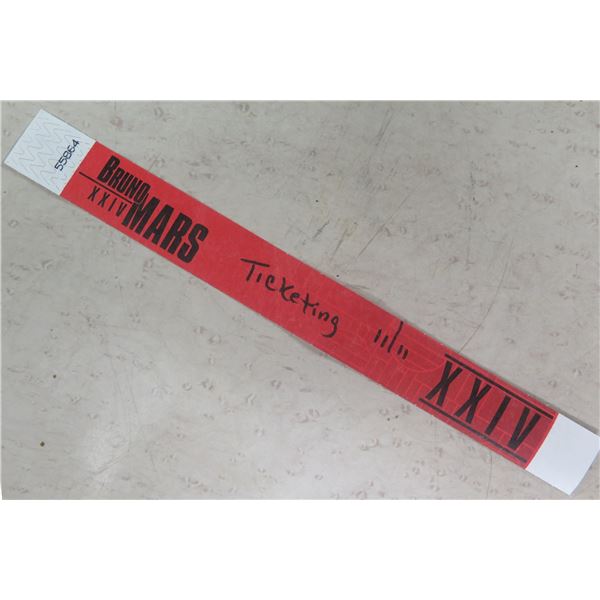 55864
BRUNO
XXIV MARS
Ticketing 11/11
XXIV